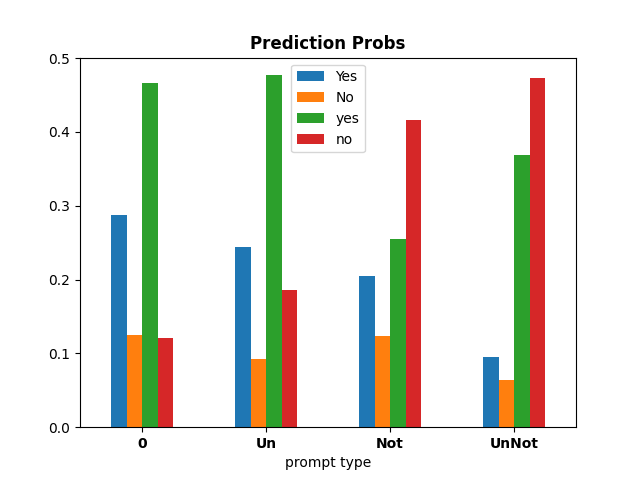 Prediction Probs
0.5
0.4
0.3
0.2
0.1
0.0
Yes
No
yes
no
0 Un Not UnNot
prompt type